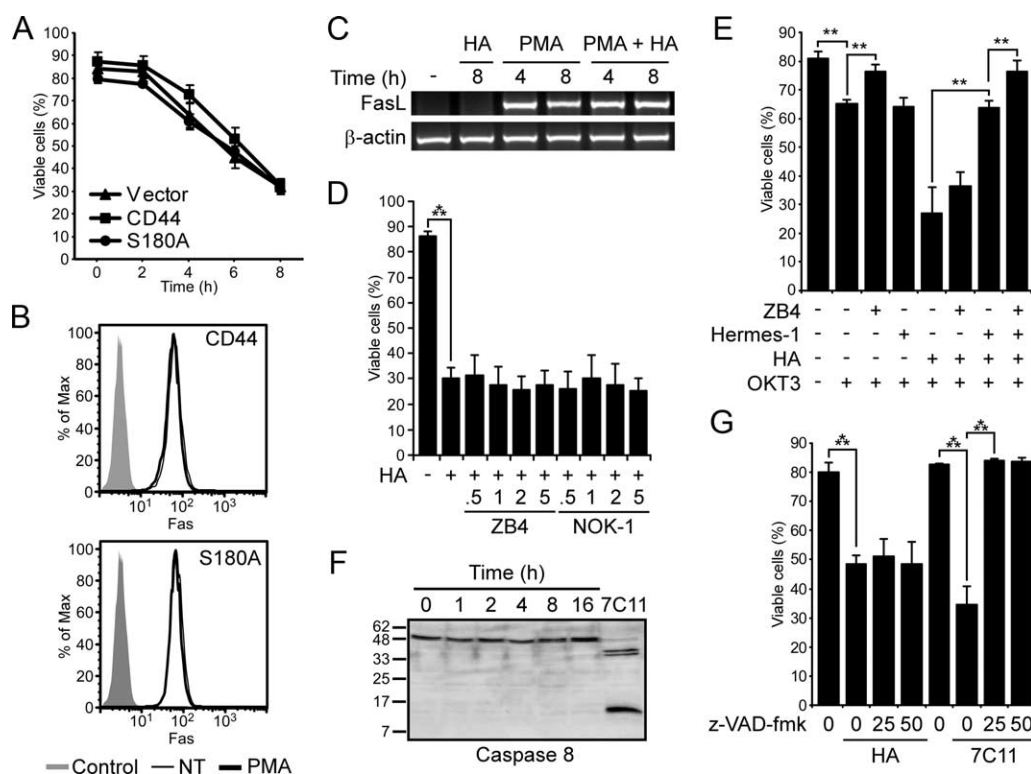 A
Viable cells (%)
100
90
80
70
60
50
40
30
20
10
0
Vector
CD44
S180A
0 2 4 6 8
Time (h)
B
CD44
% of Max
100
80
60
40
20
0
10¹ 10² 10³
Fas
S180A
% of Max
100
80
60
40
20
0
10¹ 10² 10³
Fas
Control NT PMA
C
HA PMA PMA + HA
Time (h) - 8 4 8 4 8
FasL
β-actin
D
Viable cells (%)
100
90
80
70
60
50
40
30
20
10
0
**
HA - + + + + + + + + +
.5 1 2 5 .5 1 2 5
ZB4 NOK-1
E
Viable cells (%)
90
80
70
60
50
40
30
20
10
0
** ** ** **
ZB4 - - + - - + - +
Hermes-1 - - - + - - + +
HA - - - - + + + +
OKT3 - + + + + + + +
F
Time (h)
0 1 2 4 8 16 7C11
62
48
33
25
17
7
Caspase 8
G
Viable cells (%)
90
80
70
60
50
40
30
20
10
0
** ** **
z-VAD-fmk 0 0 25 50 0 0 25 50
HA 7C11